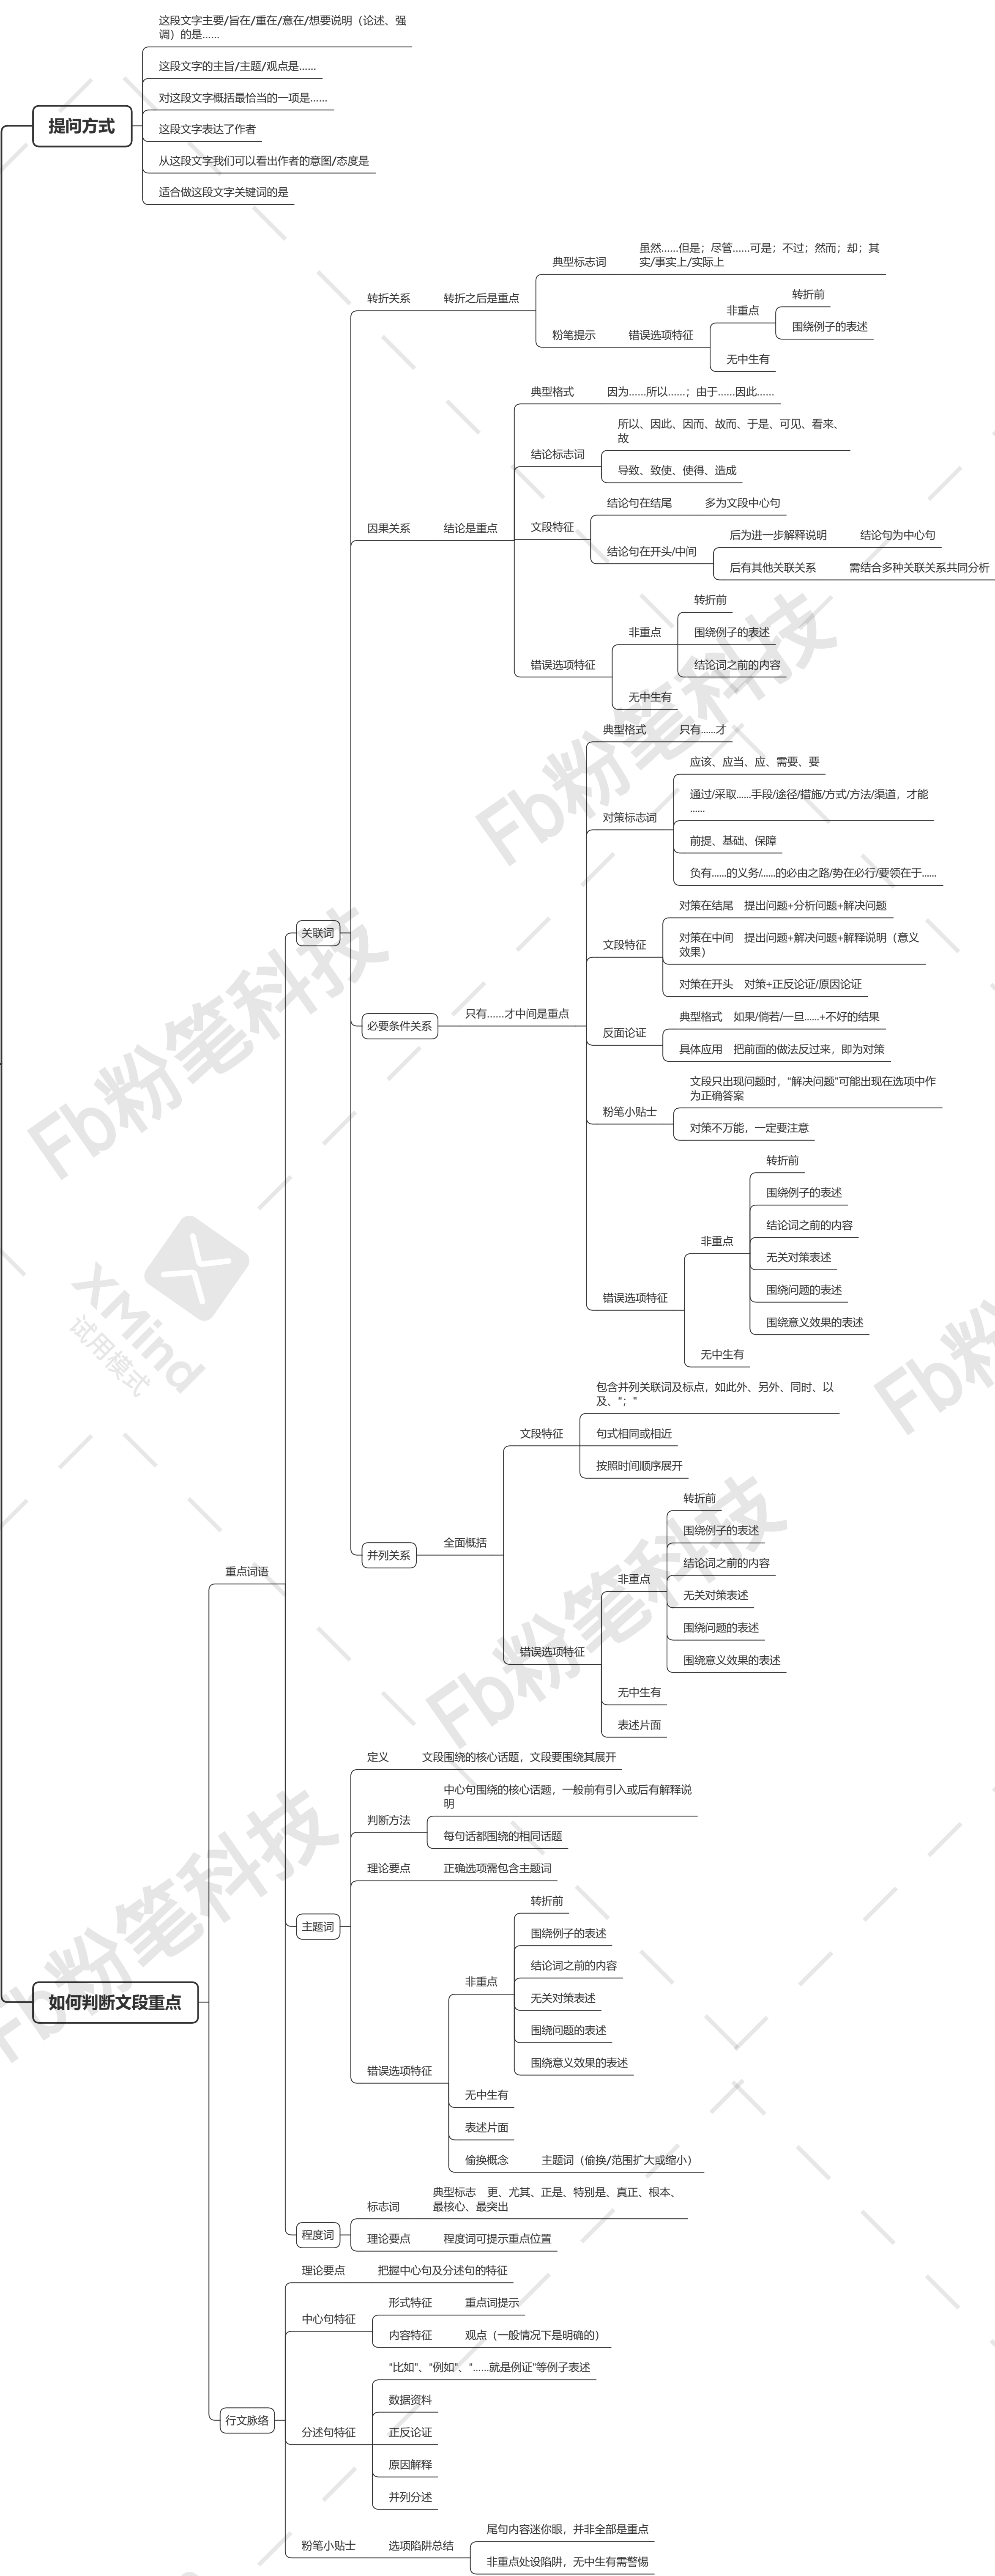 这段文字主要/旨在/重在/意在/想要说明（论述、强
调）的是......
这段文字的主旨/主题/观点是......
对这段文字概括最恰当的一项是......
提问方式
这段文字表达了作者
从这段文字我们可以看出作者的意图/态度是
适合做这段文字关键词的是
转折关系
转折之后是重点
典型标志词
虽然......但是；尽管......可是；不过；然而；却；其
实/事实上/实际上
粉笔提示
错误选项特征
非重点
转折前
围绕例子的表述
无中生有
因果关系
结论是重点
典型格式
因为......所以......；由于......因此......
结论标志词
所以、因此、因而、故而、于是、可见、看来、
故
导致、致使、使得、造成
文段特征
结论句在结尾
多为文段中心句
结论句在开头/中间
后为进一步解释说明
结论句为中心句
后有其他关联关系
需结合多种关联关系共同分析
错误选项特征
非重点
转折前
围绕例子的表述
结论词之前的内容
无中生有
关联词
必要条件关系
只有......才中间是重点
典型格式
只有......才
对策标志词
应该、应当、应、需要、要
通过/采取......手段/途径/措施/方式/方法/渠道，才能
......
前提、基础、保障
负有......的义务/......的必由之路/势在必行/要领在于......
文段特征
对策在结尾 提出问题+分析问题+解决问题
对策在中间 提出问题+解决问题+解释说明（意义
效果）
对策在开头 对策+正反论证/原因论证
反面论证
典型格式 如果/倘若/一旦......+不好的结果
具体应用 把前面的做法反过来，即为对策
粉笔小贴士
文段只出现问题时，"解决问题"可能出现在选项中作
为正确答案
对策不万能，一定要注意
错误选项特征
非重点
转折前
围绕例子的表述
结论词之前的内容
无关对策表述
围绕问题的表述
围绕意义效果的表述
无中生有
并列关系
全面概括
文段特征
包含并列关联词及标点，如此外、另外、同时、以
及、"；"
句式相同或相近
按照时间顺序展开
错误选项特征
非重点
转折前
围绕例子的表述
结论词之前的内容
无关对策表述
围绕问题的表述
围绕意义效果的表述
无中生有
表述片面
重点词语
主题词
定义
文段围绕的核心话题，文段要围绕其展开
判断方法
中心句围绕的核心话题，一般前有引入或后有解释说
明
每句话都围绕的相同话题
理论要点
正确选项需包含主题词
错误选项特征
非重点
转折前
围绕例子的表述
结论词之前的内容
无关对策表述
围绕问题的表述
围绕意义效果的表述
无中生有
表述片面
偷换概念
主题词（偷换/范围扩大或缩小）
如何判断文段重点
程度词
标志词
典型标志 更、尤其、正是、特别是、真正、根本、
最核心、最突出
理论要点
程度词可提示重点位置
行文脉络
理论要点
把握中心句及分述句的特征
中心句特征
形式特征
重点词提示
内容特征
观点（一般情况下是明确的）
分述句特征
"比如"、"例如"、"......就是例证"等例子表述
数据资料
正反论证
原因解释
并列分述
粉笔小贴士
选项陷阱总结
尾句内容迷你眼，并非全部是重点
非重点处设陷阱，无中生有需警惕
Fb粉笔科技
Fb粉笔科技
XMind
试用模式
Fb粉
Fb粉笔科技
Fb粉笔科技